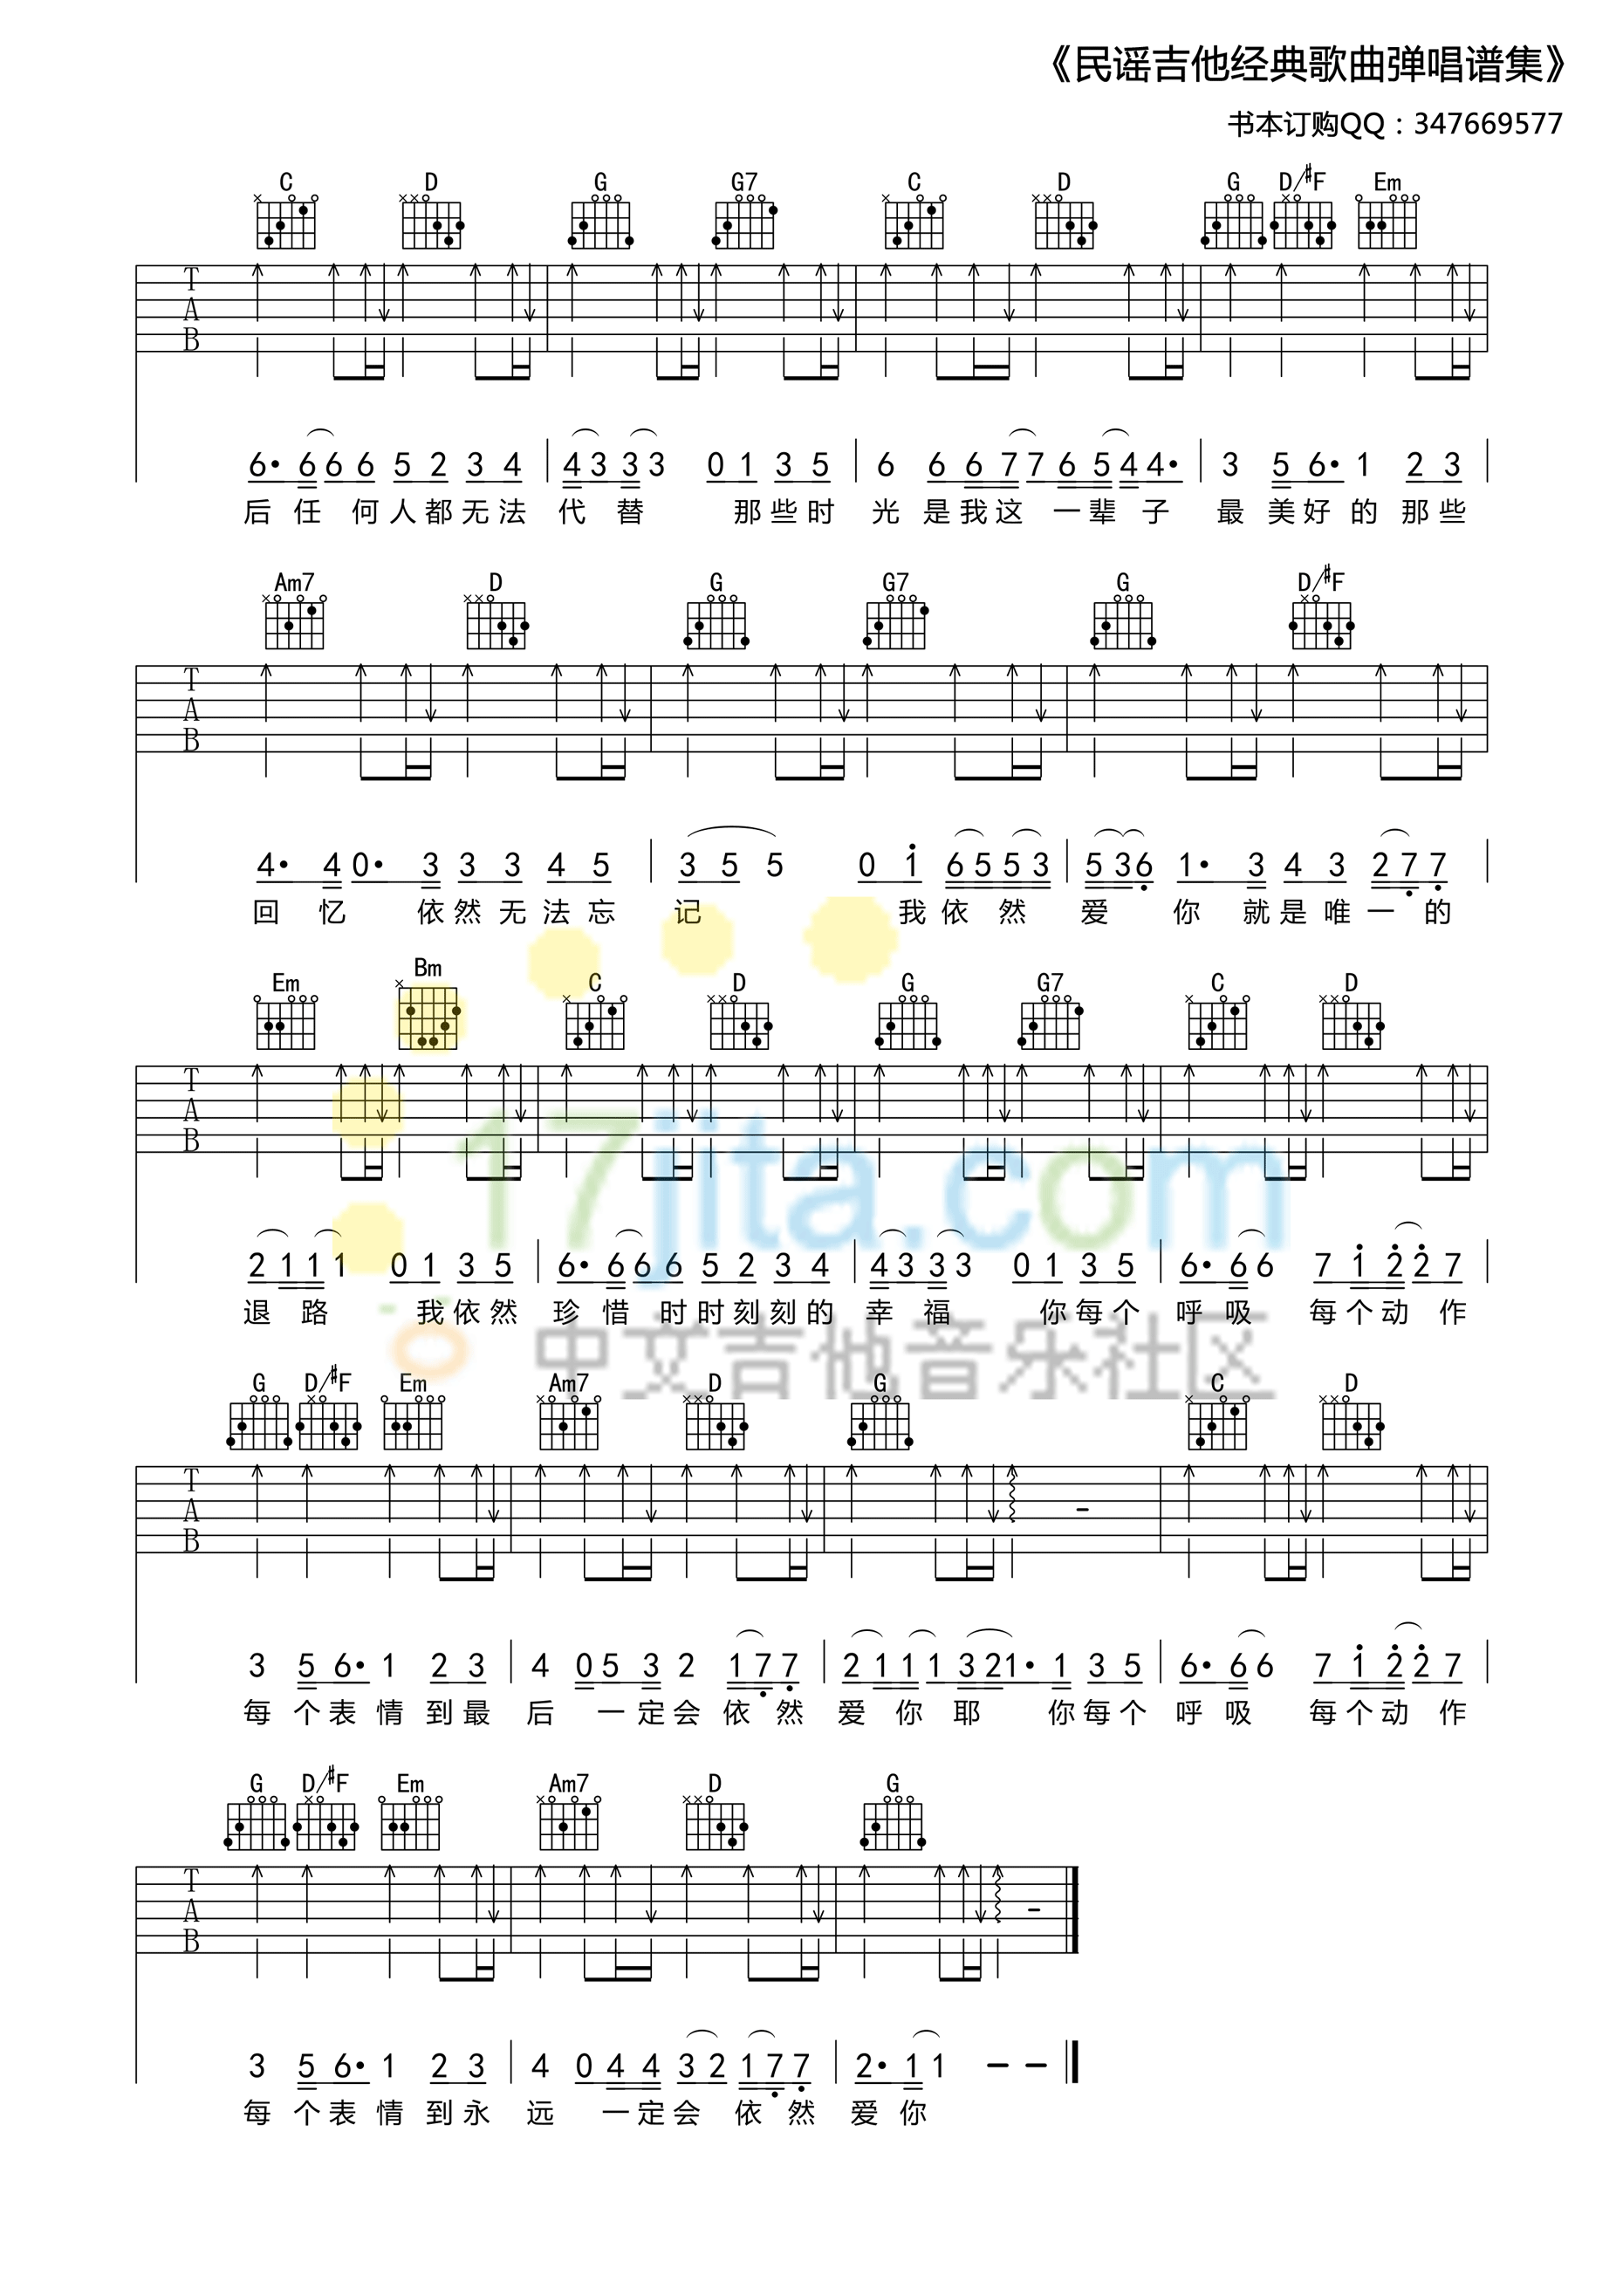 《民谣吉他经典歌曲弹唱谱集》
书本订购QQ：347669577
C D G G7 C D G D/#F Em
T
A
B
6• 6 6 6 5 2 3 4 | 4 3 3 3 0 1 3 5 | 6 6 6 7 7 6 5 4 4• | 3 5 6• 1 2 3 |
后 任 何 人 都 无 法 代 替 那 些 时 光 是 我 这 一 辈 子 最 美 好 的 那 些
Am7 D G G7 G D/#F
T
A
B
4• 4 0• 3 3 3 4 5 | 3 5 5 0 1 6 5 5 3 | 5 3 6 1• 3 4 3 2 7 7 |
回 忆 依 然 无 法 忘 记 我 依 然 爱 你 就 是 唯 一 的
Em Bm C D G G7 C D
T
A
B
17jita.com
2 1 1 1 0 1 3 5 | 6• 6 6 6 5 2 3 4 | 4 3 3 3 0 1 3 5 | 6• 6 6 7 1 2 2 7 |
退 路 我 依 然 珍 惜 时 时 刻 刻 的 幸 福 你 每 个 呼 吸 每 个 动 作
中文吉他音乐社区
G D/#F Em Am7 D G C D
T
A
B
3 5 6• 1 2 3 | 4 0 5 3 2 1 7 7 | 2 1 1 1 3 2 1• 1 3 5 | 6• 6 6 7 1 2 2 7 |
每 个 表 情 到 最 后 一 定 会 依 然 爱 你 耶 你 每 个 呼 吸 每 个 动 作
G D/#F Em Am7 D G
T
A
B
3 5 6• 1 2 3 | 4 0 4 4 3 2 1 7 7 | 2• 1 1 – – |
每 个 表 情 到 永 远 一 定 会 依 然 爱 你